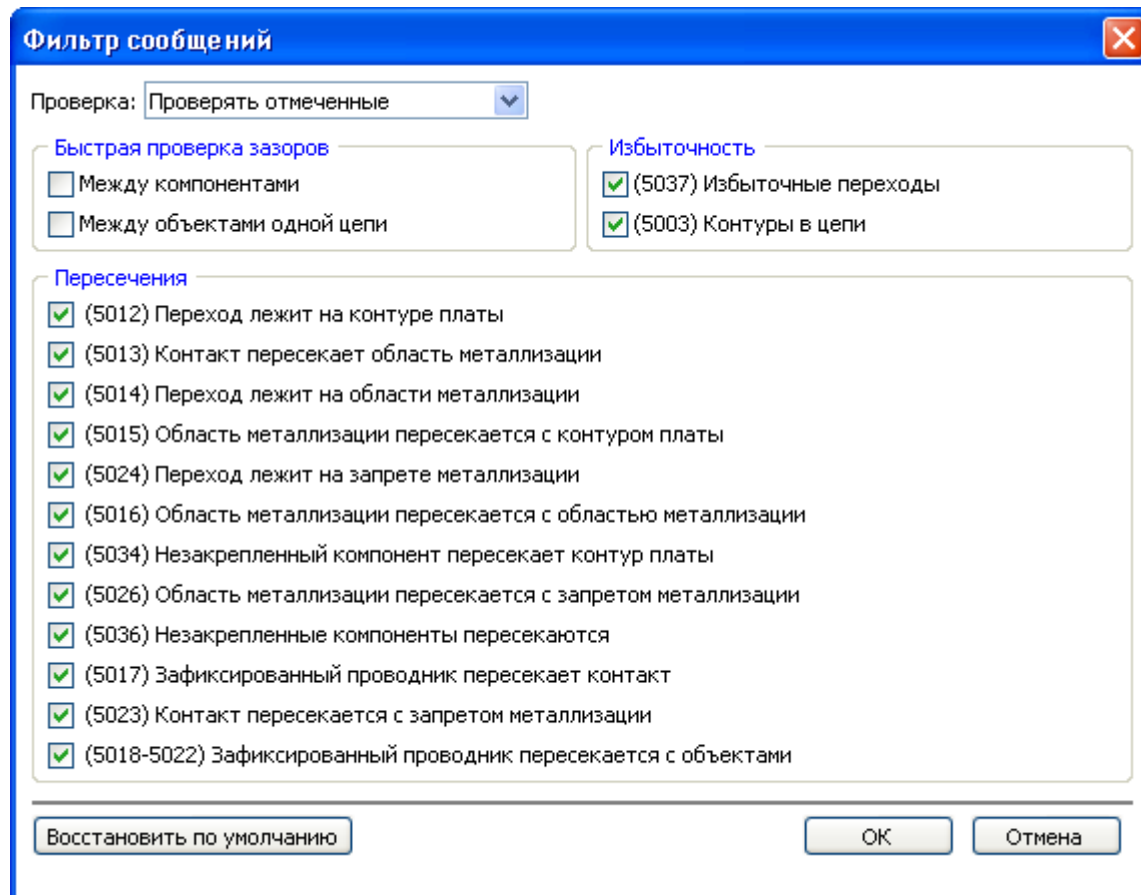 Фильтр сообщений
Проверка: Проверять отмеченные
Быстрая проверка зазоров
Между компонентами
Между объектами одной цепи
Избыточность
(5037) Избыточные переходы
(5003) Контуры в цепи
Пересечения
(5012) Переход лежит на контуре платы
(5013) Контакт пересекает область металлизации
(5014) Переход лежит на области металлизации
(5015) Область металлизации пересекается с контуром платы
(5024) Переход лежит на запрете металлизации
(5016) Область металлизации пересекается с областью металлизации
(5034) Незакрепленный компонент пересекает контур платы
(5026) Область металлизации пересекается с запретом металлизации
(5036) Незакрепленные компоненты пересекаются
(5017) Зафиксированный проводник пересекает контакт
(5023) Контакт пересекается с запретом металлизации
(5018-5022) Зафиксированный проводник пересекается с объектами
Восстановить по умолчанию
ОК
Отмена